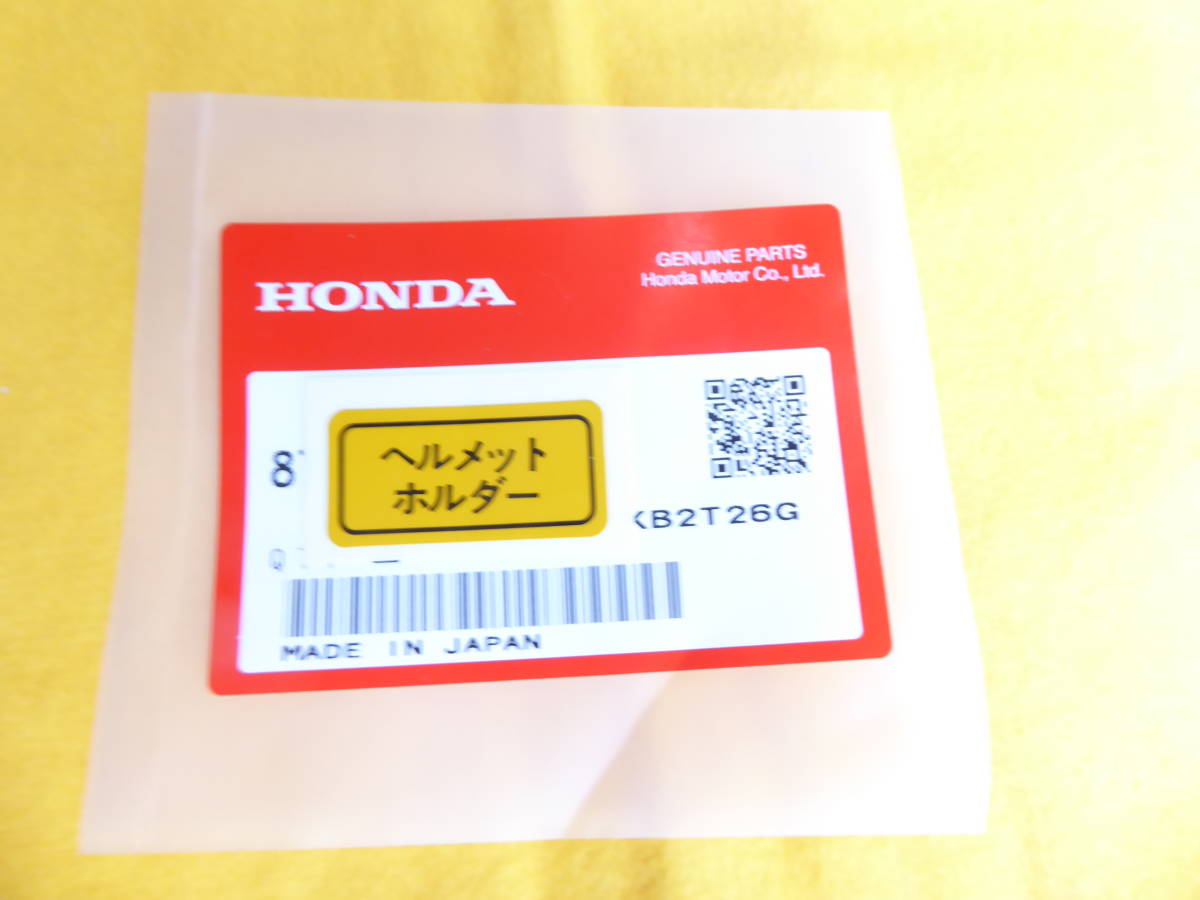 HONDA
GENUINE PARTS
Honda Motor Co., Ltd.
ヘルメット
ホルダー
8
KB2T26G
MADE IN JAPAN